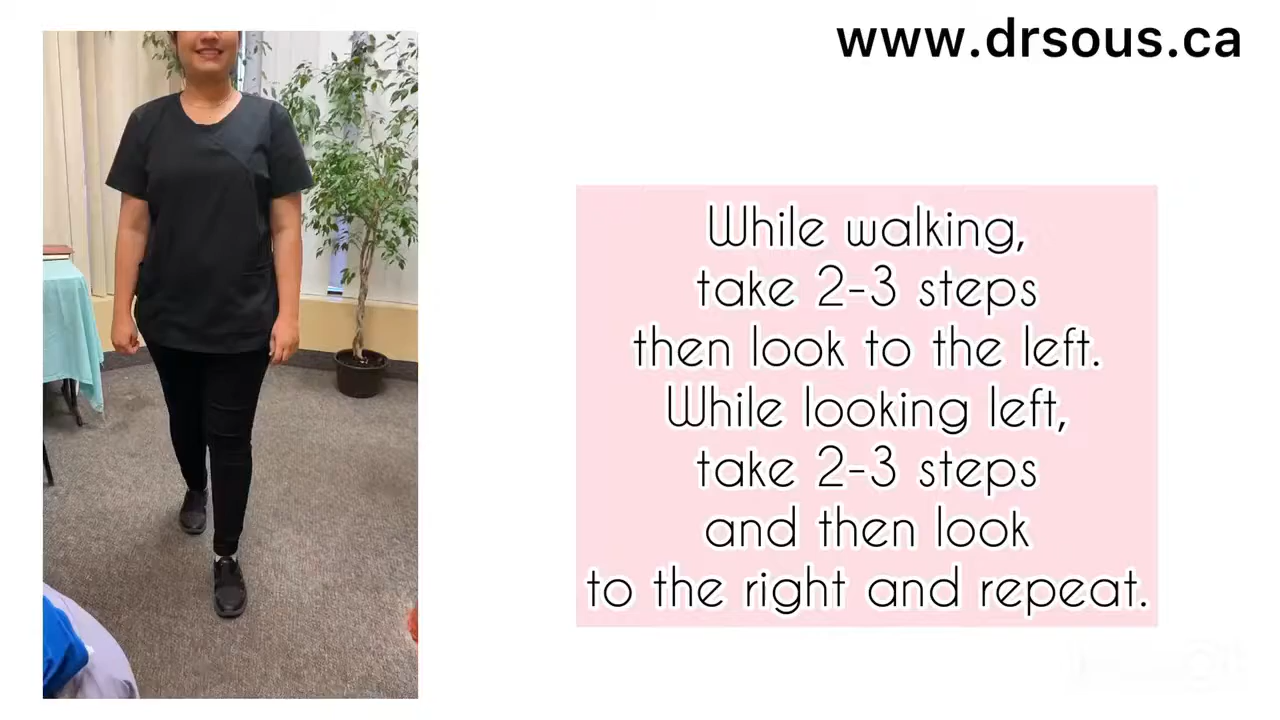 www.drsous.ca
While walking,
take 2-3 steps
then look to the left.
While looking left,
take 2-3 steps
and then look
to the right and repeat.